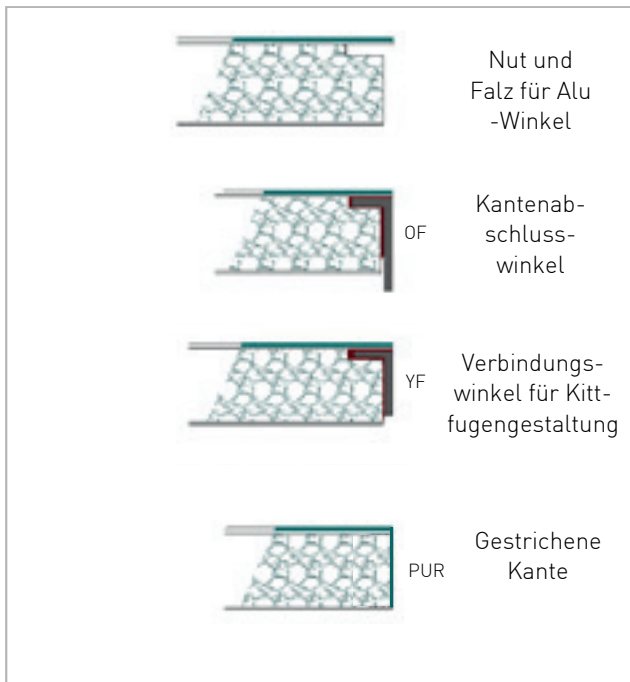 Nut und
Falz für Alu
-Winkel
OF
Kantenab-
schluss-
winkel
YF
Verbindungs-
winkel für Kitt-
fugengestaltung
PUR
Gestrichene
Kante